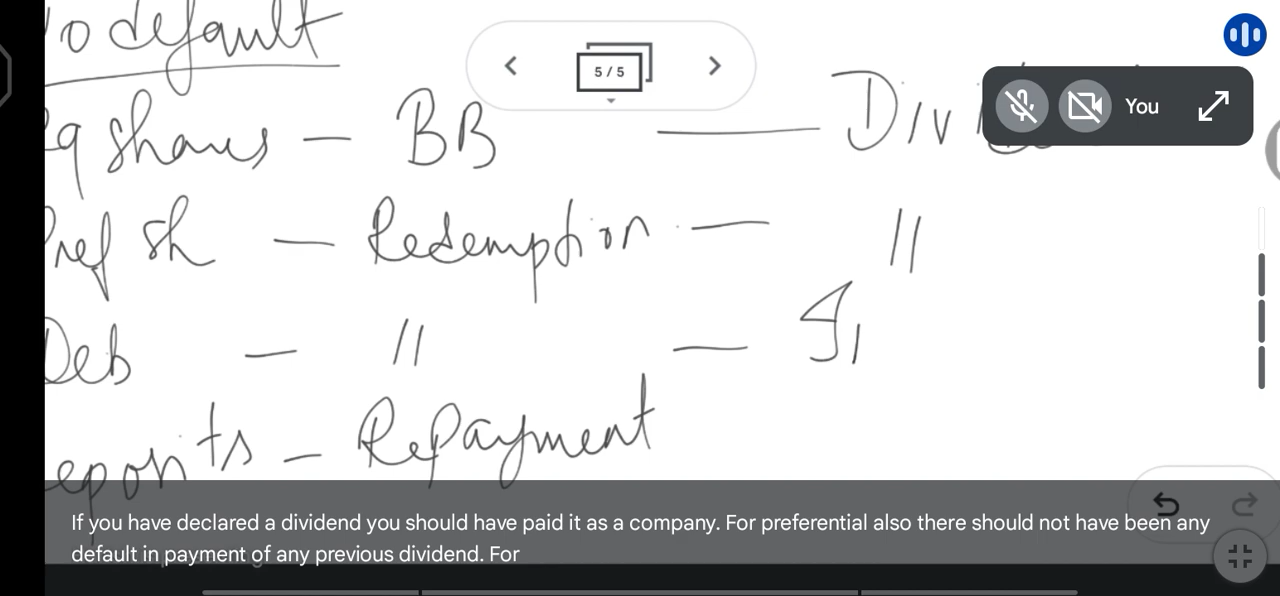 o default
5 / 5
q shares — BB — Div
You
ref sh — Redemption — "
Deb — " — I,
eposits — Repayment
If you have declared a dividend you should have paid it as a company. For preferential also there should not have been any
default in payment of any previous dividend. For